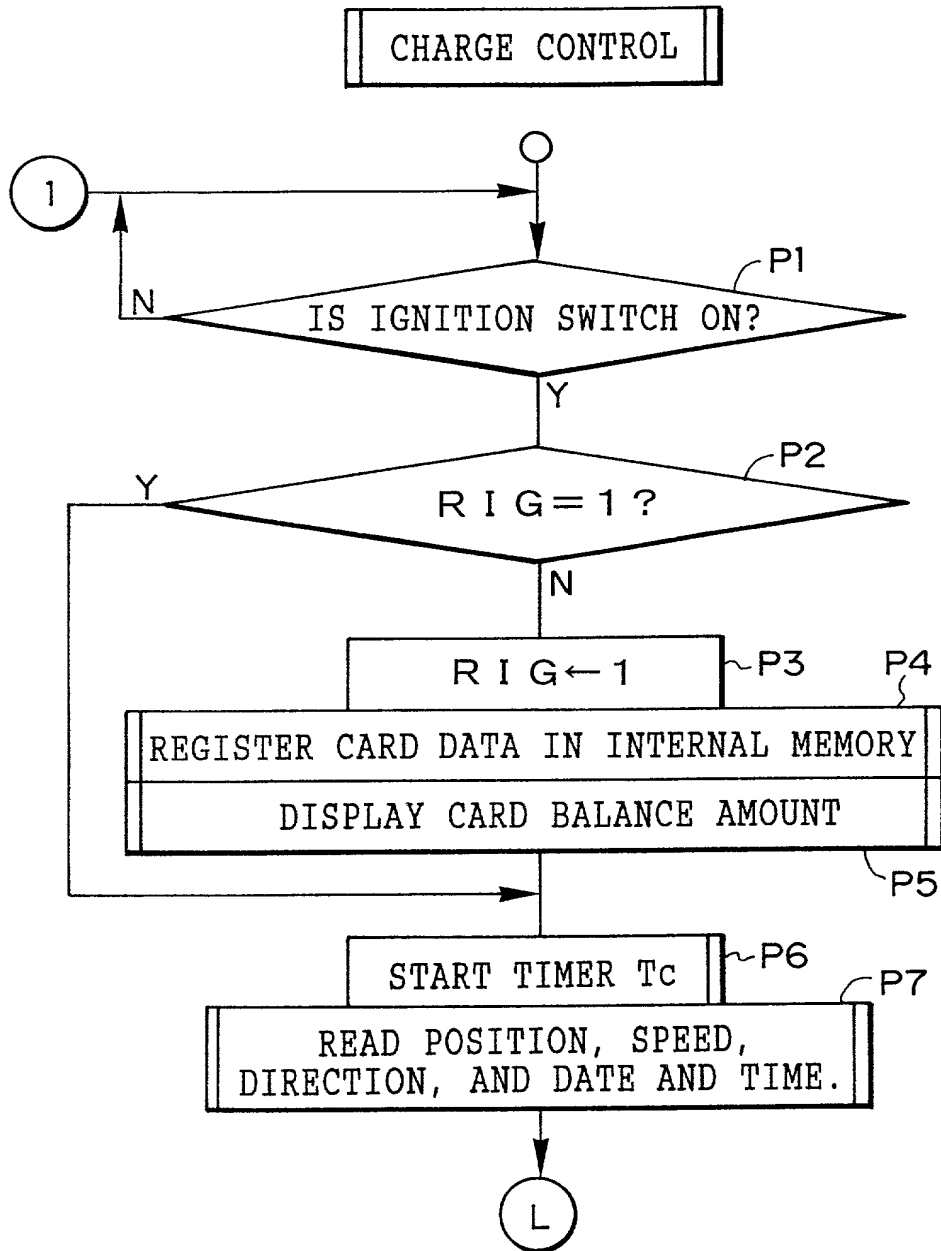 CHARGE CONTROL
1
P1
N
IS IGNITION SWITCH ON?
Y
P2
Y
RIG=1?
N
RIG←1
P3
P4
REGISTER CARD DATA IN INTERNAL MEMORY
DISPLAY CARD BALANCE AMOUNT
P5
START TIMER Tc
P6
P7
READ POSITION, SPEED,
DIRECTION, AND DATE AND TIME.
L